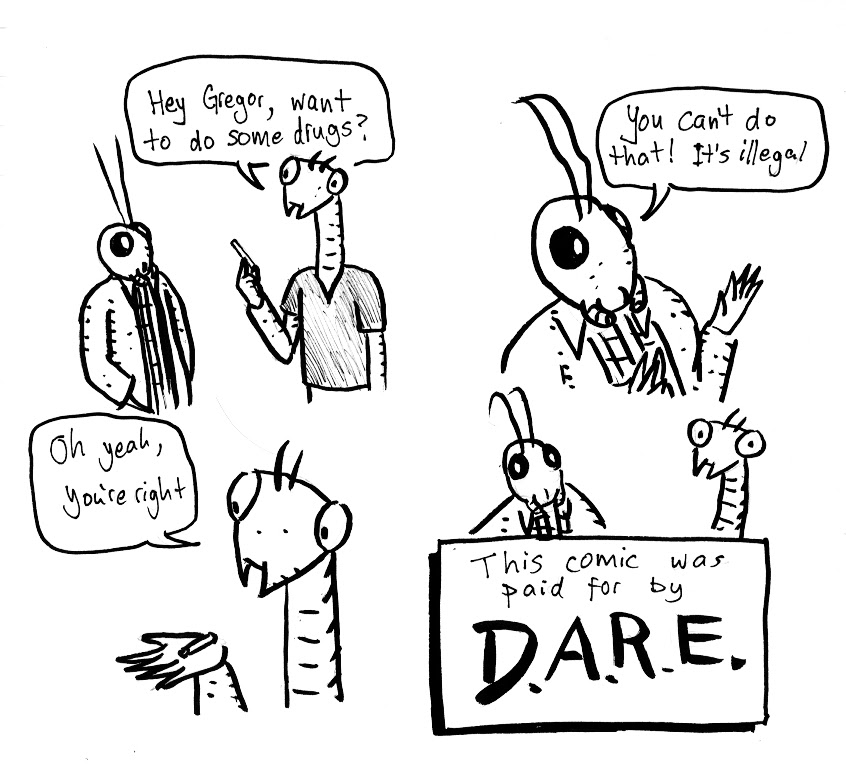 Hey Gregor, want
to do some drugs?
You can't do
that! It's illegal
Oh yeah,
you're right
This comic was
paid for by
D.A.R.E.